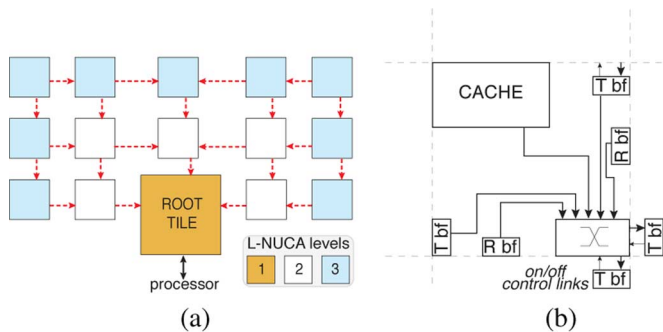 ROOT
TILE
L-NUCA levels
1 2 3
processor
(a)
CACHE
T bf
R bf
T bf
R bf
T bf
on/off
control links
T bf
(b)